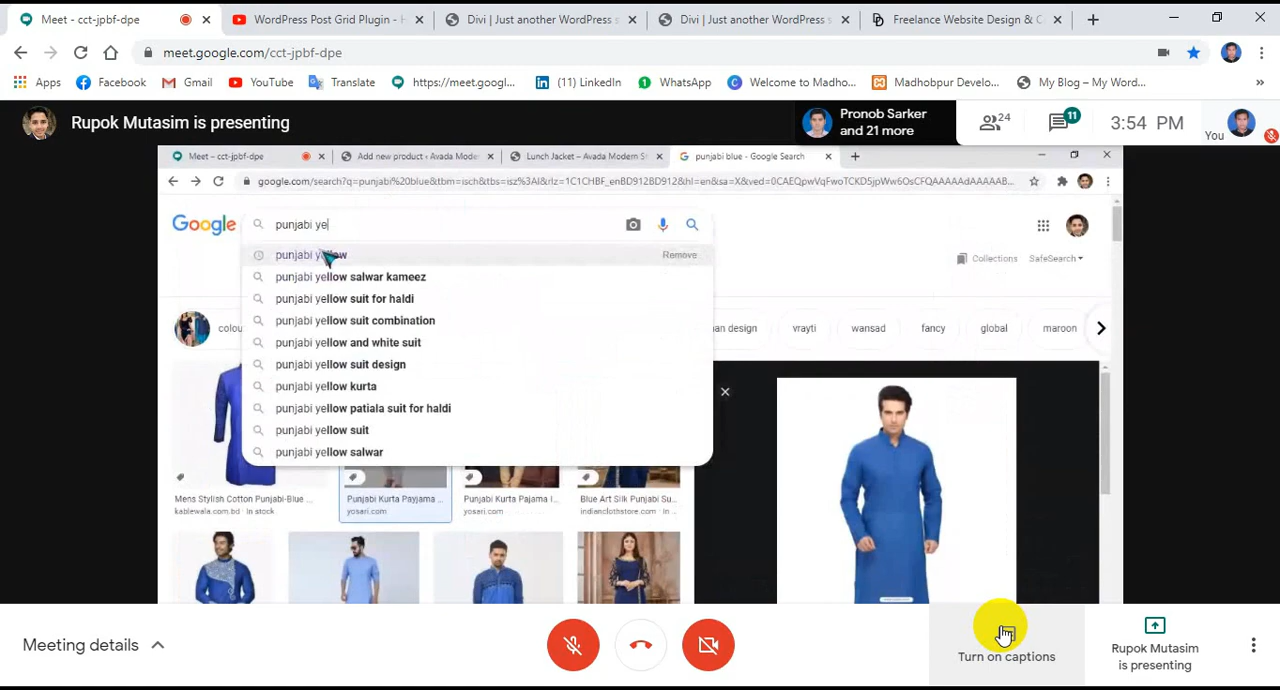 Meet - cct-jpbf-dpe
WordPress Post Grid Plugin - H
Divi | Just another WordPress s
Divi | Just another WordPress s
Freelance Website Design & C
meet.google.com/cct-jpbf-dpe
Apps
Facebook
Gmail
YouTube
Translate
https://meet.googl...
(11) LinkedIn
WhatsApp
Welcome to Madho...
Madhobpur Develo...
My Blog – My Word...
»
Rupok Mutasim is presenting
Pronob Sarker
and 21 more
24
11
3:54 PM
You
Meet – cct-jpbf-dpe
Add new product ‹ Avada Mode
Lunch Jacket – Avada Modern S
punjabi blue - Google Search
Google
punjabi ye
punjabi yellow
Remove
punjabi yellow salwar kameez
punjabi yellow suit for haldi
punjabi yellow suit combination
punjabi yellow and white suit
punjabi yellow suit design
punjabi yellow kurta
punjabi yellow patiala suit for haldi
punjabi yellow suit
punjabi yellow salwar
Collections
SafeSearch
colou
an design
vrayti
wansad
fancy
global
maroon
Mens Stylish Cotton Punjabi-Blue ...
kablewala.com.bd - In stock
Punjabi Kurta Payjama ...
yosari.com
Punjabi Kurta Pajama I...
yosari.com
Blue Art Silk Punjabi Su...
indianclothstore.com - In ...
Meeting details
Turn on captions
Rupok Mutasim
is presenting